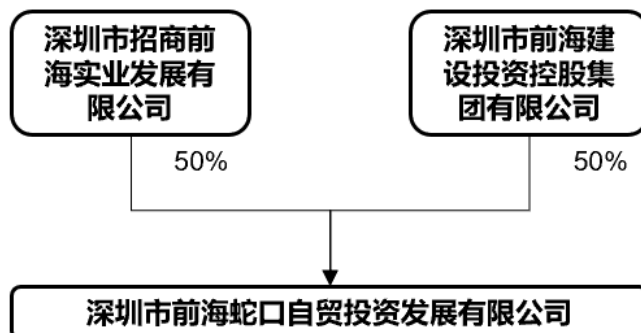 深圳市招商前
海实业发展有
限公司
深圳市前海建
设投资控股集
团有限公司
50%
50%
深圳市前海蛇口自贸投资发展有限公司